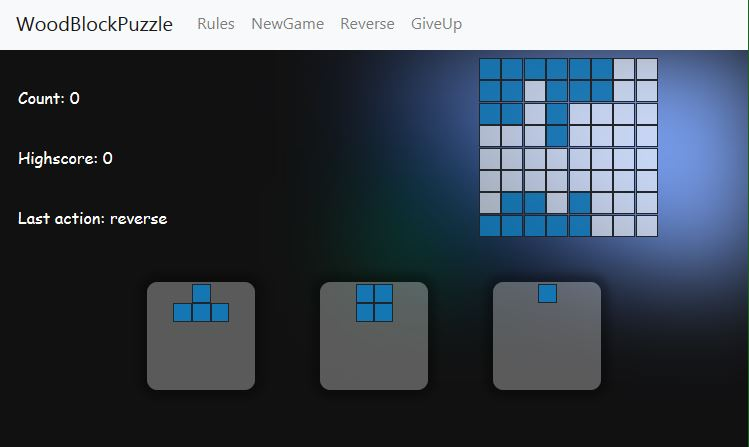 WoodBlockPuzzle Rules NewGame Reverse GiveUp
Count: 0
Highscore: 0
Last action: reverse